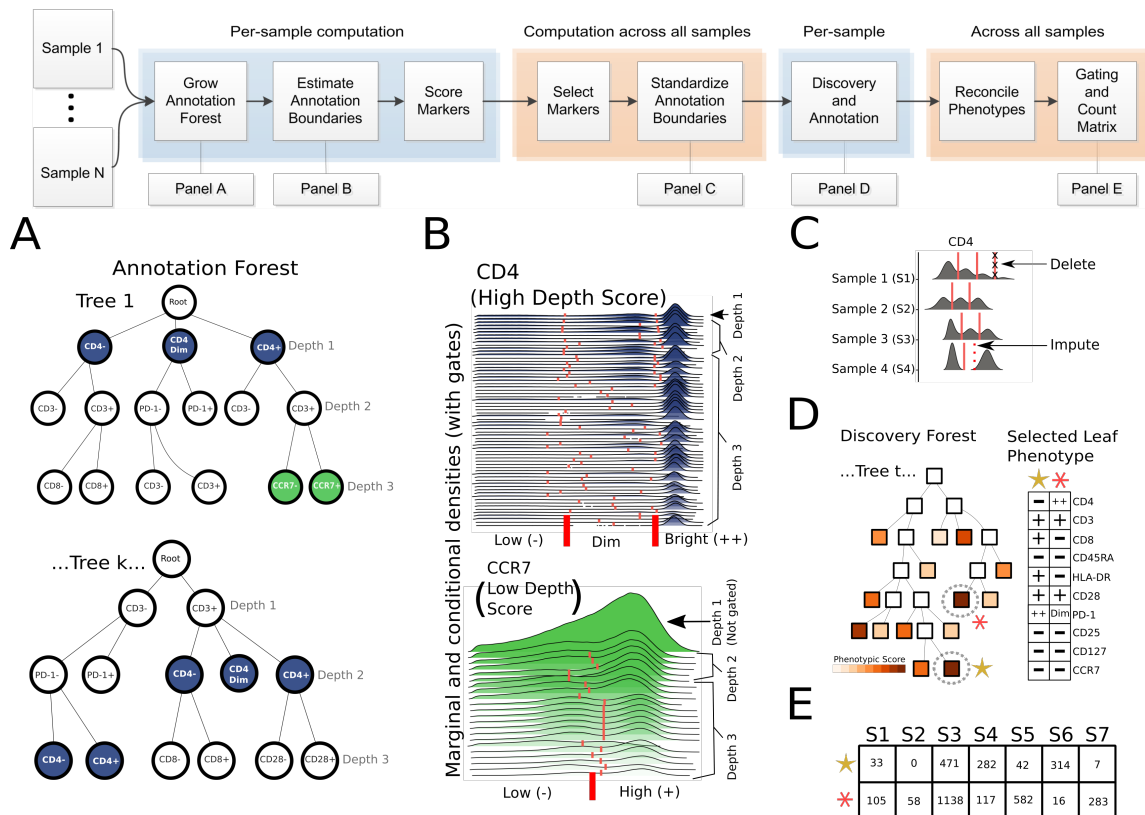 Per-sample computation
Computation across all samples
Per-sample
Across all samples
Sample 1
Sample N
Grow
Annotation
Forest
Estimate
Annotation
Boundaries
Score
Markers
Select
Markers
Standardize
Annotation
Boundaries
Discovery
and
Annotation
Reconcile
Phenotypes
Gating
and
Count
Matrix
Panel A
Panel B
Panel C
Panel D
Panel E
A
Annotation Forest
Tree 1
Root
CD4-
CD4
Dim
CD4+
Depth 1
CD3-
CD3+
PD-1-
PD-1+
CD3-
CD3+
Depth 2
CD8-
CD8+
CD3-
CD3+
CCR7-
CCR7+
Depth 3
...Tree k...
Root
CD3-
CD3+
Depth 1
PD-1-
PD-1+
CD4-
CD4
Dim
CD4+
Depth 2
CD4-
CD4+
CD8-
CD8+
CD28-
CD28+
Depth 3
B
Marginal and conditional densities (with gates)
CD4
(High Depth Score)
Depth 1
Depth 2
Depth 3
Low (-)
Dim
Bright (++)
CCR7
(Low Depth)
Score
Depth 1
(Not gated)
Depth 2
Depth 3
Low (-)
High (+)
C
CD4
Sample 1 (S1)
Sample 2 (S2)
Sample 3 (S3)
Sample 4 (S4)
Delete
Impute
D
Discovery Forest
...Tree t...
Phenotypic Score
Selected Leaf
Phenotype
- ++ CD4
+ + CD3
+ - CD8
- - CD45RA
+ - HLA-DR
+ + CD28
++ Dim PD-1
- - CD25
- - CD127
- - CCR7
E
S1 S2 S3 S4 S5 S6 S7
33 0 471 282 42 314 7
105 58 1138 117 582 16 283